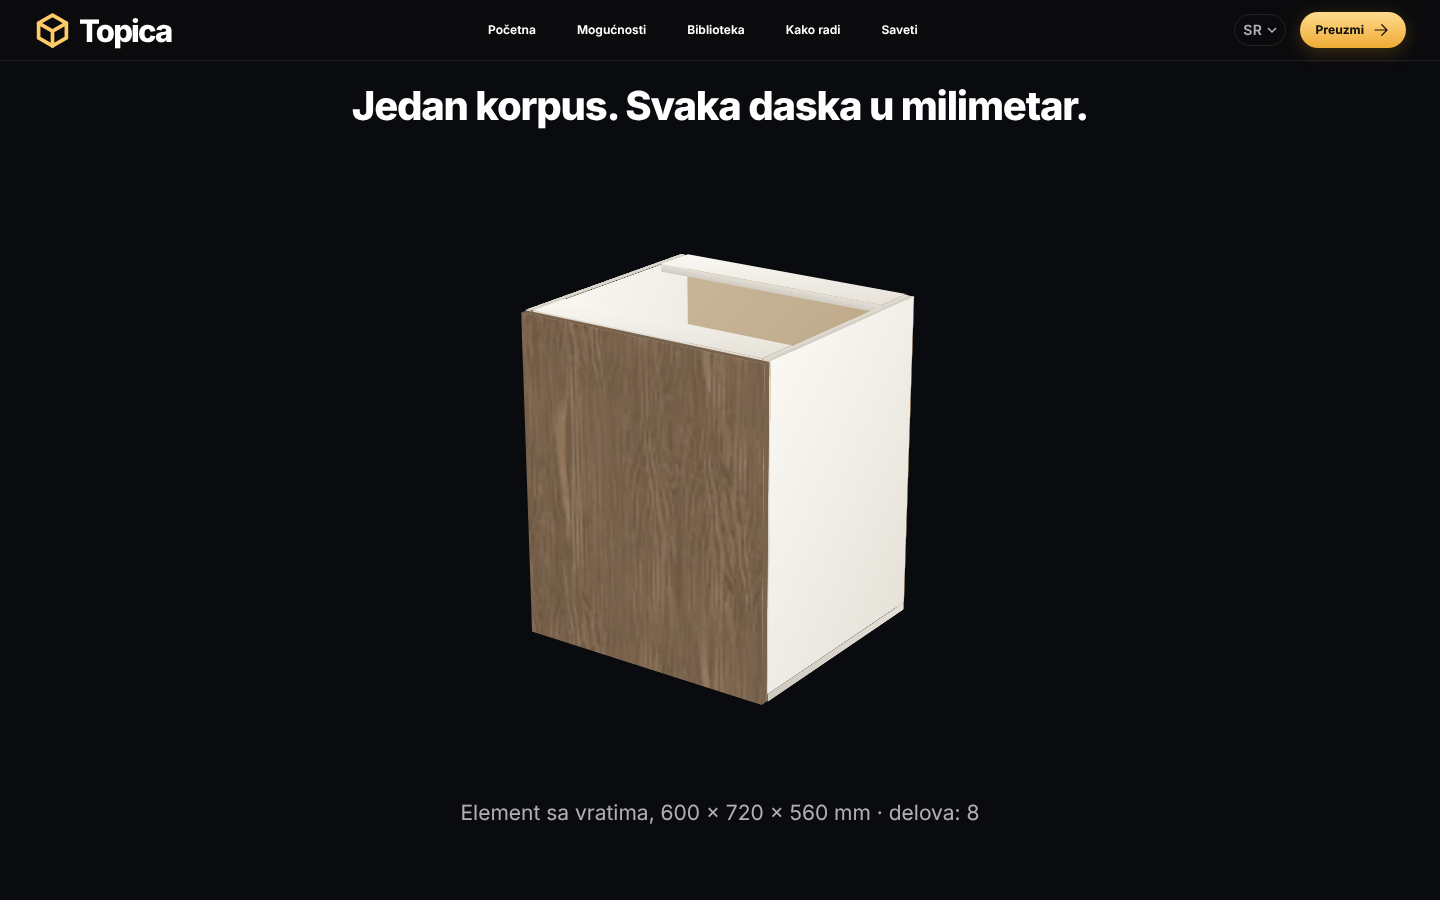 Topica
Početna
Mogućnosti
Biblioteka
Kako radi
Saveti
SR
Preuzmi
Jedan korpus. Svaka daska u milimetar.
Element sa vratima, 600 × 720 × 560 mm · delova: 8